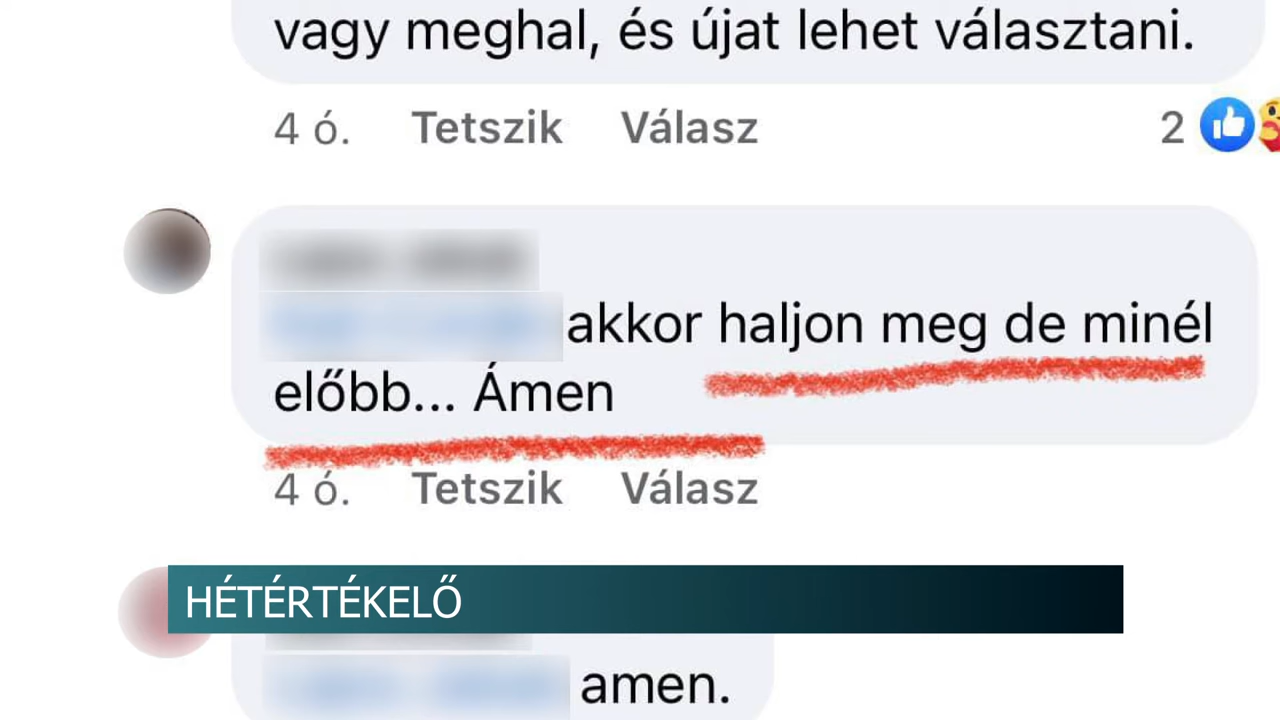 vagy meghal, és újat lehet választani.
4 ó. Tetszik Válasz 2
akkor haljon meg de minél
előbb... Ámen
4 ó. Tetszik Válasz
HÉTÉRTÉKELŐ
amen.